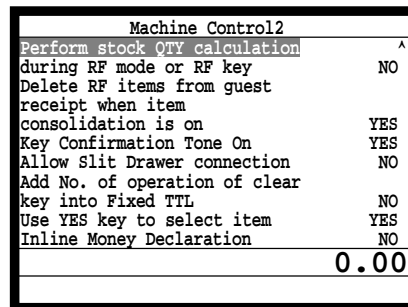 Machine Control2
Perform stock QTY calculation ^
during RF mode or RF key NO
Delete RF items from guest
receipt when item
consolidation is on YES
Key Confirmation Tone On YES
Allow Slit Drawer connection NO
Add No. of operation of clear
key into Fixed TTL NO
Use YES key to select item YES
Inline Money Declaration NO
0.00